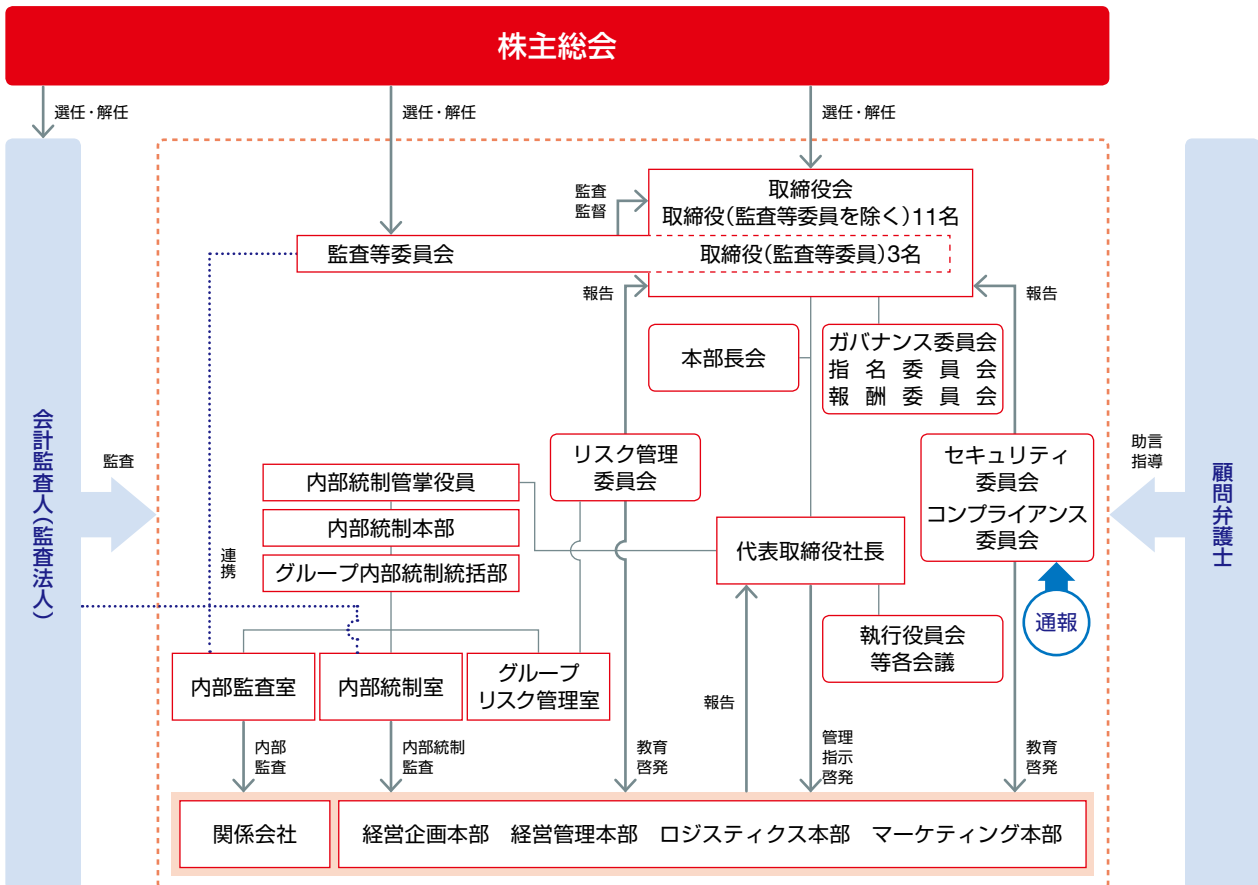 株主総会
選任・解任
選任・解任
選任・解任
監査
監督
取締役会
取締役(監査等委員を除く)11名
監査等委員会
取締役(監査等委員)3名
報告
報告
本部長会
ガバナンス委員会
指名委員会
報酬委員会
会計監査人(監査法人)
監査
リスク管理
委員会
セキュリティ
委員会
コンプライアンス
委員会
助言
指導
顧問弁護士
内部統制管掌役員
内部統制本部
グループ内部統制統括部
連携
代表取締役社長
通報
執行役員会
等各会議
内部監査室
内部統制室
グループ
リスク管理室
報告
内部
監査
内部統制
監査
教育
啓発
管理
指示
啓発
教育
啓発
関係会社
経営企画本部 経営管理本部 ロジスティクス本部 マーケティング本部